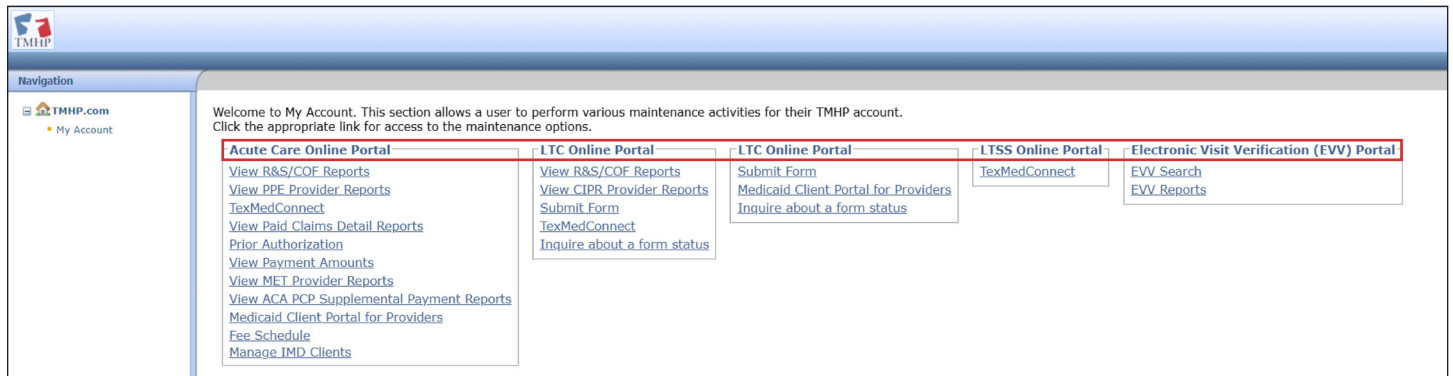 TMHP
Navigation
TMHP.com
My Account
Welcome to My Account. This section allows a user to perform various maintenance activities for their TMHP account.
Click the appropriate link for access to the maintenance options.
Acute Care Online Portal
View R&S/COF Reports
View PPE Provider Reports
TexMedConnect
View Paid Claims Detail Reports
Prior Authorization
View Payment Amounts
View MET Provider Reports
View ACA PCP Supplemental Payment Reports
Medicaid Client Portal for Providers
Fee Schedule
Manage IMD Clients
LTC Online Portal
View R&S/COF Reports
View CIPR Provider Reports
Submit Form
TexMedConnect
Inquire about a form status
LTC Online Portal
Submit Form
Medicaid Client Portal for Providers
Inquire about a form status
LTSS Online Portal
TexMedConnect
Electronic Visit Verification (EVV) Portal
EVV Search
EVV Reports